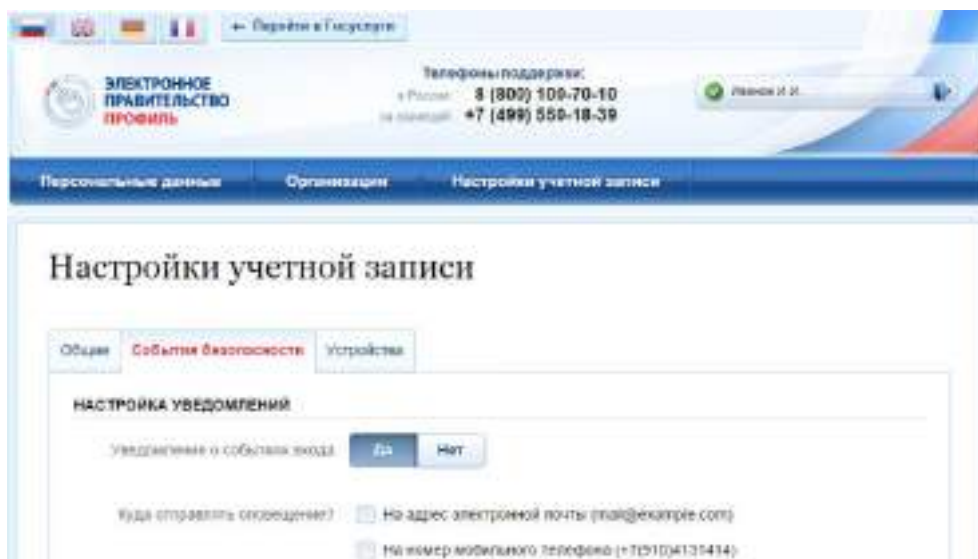 ← Перейти в Госуслуги
ЭЛЕКТРОННОЕ
ПРАВИТЕЛЬСТВО
ПРОФИЛЬ
Телефоны поддержки:
в России 8 (800) 100-70-10
за границей +7 (499) 550-18-39
Иванов И.И.
Персональные данные Организации Настройки учетной записи
Настройки учетной записи
Общие События безопасности Устройства
НАСТРОЙКА УВЕДОМЛЕНИЙ
Уведомление о событиях входа Да Нет
Куда отправлять оповещение? На адрес электронной почты (mail@example.com)
На номер мобильного телефона (+7(910)4131414)